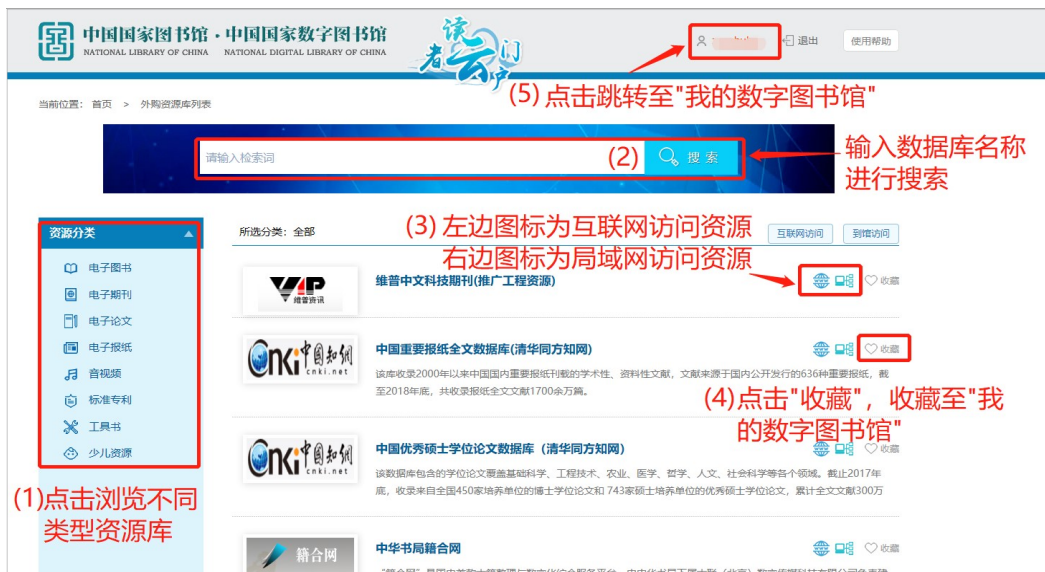 中国国家图书馆·中国国家数字图书馆
NATIONAL LIBRARY OF CHINA NATIONAL DIGITAL LIBRARY OF CHINA
读者云门户
退出
使用帮助
(5) 点击跳转至"我的数字图书馆"
当前位置: 首页 > 外购资源库列表
请输入检索词
(2)
搜 索
输入数据库名称
进行搜索
资源分类
电子图书
电子期刊
电子论文
电子报纸
音视频
标准专利
工具书
少儿资源
(1)点击浏览不同
类型资源库
所选分类: 全部
(3) 左边图标为互联网访问资源
右边图标为局域网访问资源
互联网访问
到馆访问
VIP
维普资讯
维普中文科技期刊(推广工程资源)
收藏
Cnki中国知网
cnki.net
中国重要报纸全文数据库(清华同方知网)
收藏
该库收录2000年以来中国国内重要报纸刊载的学术性、资料性文献，文献来源于国内公开发行的636种重要报纸，截
至2018年底，共收录报纸全文文献1700余万篇。
(4)点击"收藏"，收藏至"我
的数字图书馆"
Cnki中国知网
cnki.net
中国优秀硕士学位论文数据库（清华同方知网）
收藏
该数据库包含的学位论文覆盖基础科学、工程技术、农业、医学、哲学、人文、社会科学等各个领域。截止2017年
底，收录来自全国450家培养单位的博士学位论文和 743家硕士培养单位的优秀硕士学位论文，累计全文文献300万
籍合网
中华书局籍合网
收藏